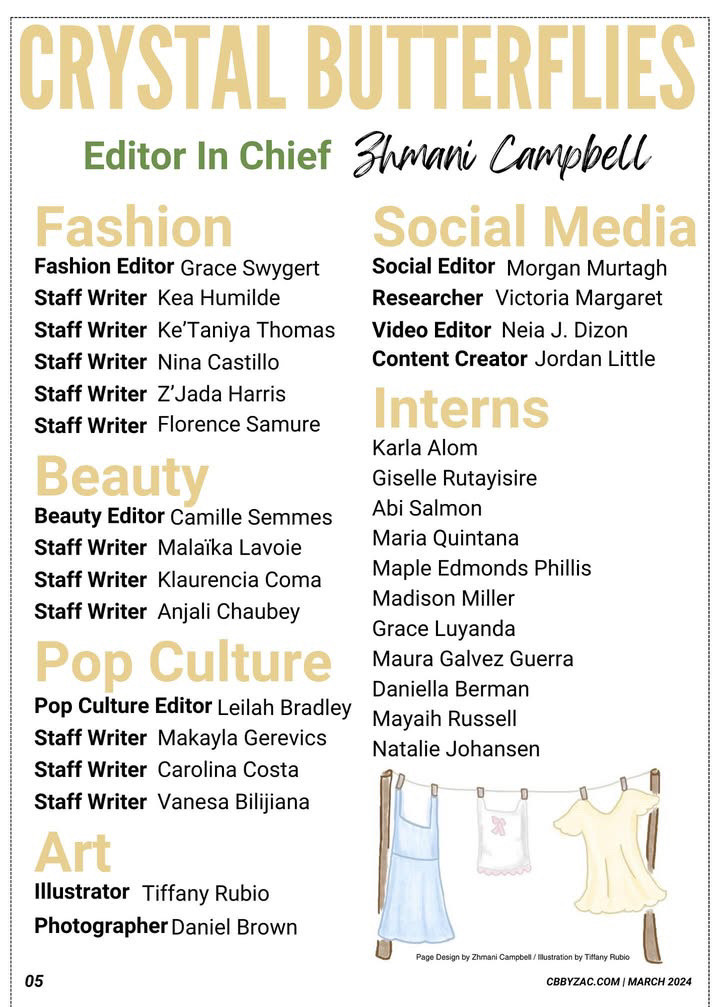 CRYSTAL BUTTERFLIES
Editor In Chief Zhmani Campbell
Fashion
Fashion Editor Grace Swygert
Staff Writer Kea Humilde
Staff Writer Ke'Taniya Thomas
Staff Writer Nina Castillo
Staff Writer Z'Jada Harris
Staff Writer Florence Samure
Beauty
Beauty Editor Camille Semmes
Staff Writer Malaïka Lavoie
Staff Writer Klaurencia Coma
Staff Writer Anjali Chaubey
Pop Culture
Pop Culture Editor Leilah Bradley
Staff Writer Makayla Gerevics
Staff Writer Carolina Costa
Staff Writer Vanesa Bilijiana
Art
Illustrator Tiffany Rubio
Photographer Daniel Brown
Social Media
Social Editor Morgan Murtagh
Researcher Victoria Margaret
Video Editor Neia J. Dizon
Content Creator Jordan Little
Interns
Karla Alom
Giselle Rutayisire
Abi Salmon
Maria Quintana
Maple Edmonds Phillis
Madison Miller
Grace Luyanda
Maura Galvez Guerra
Daniella Berman
Mayaih Russell
Natalie Johansen
Page Design by Zhmani Campbell / Illustration by Tiffany Rubio
05
CBBYZAC.COM | MARCH 2024